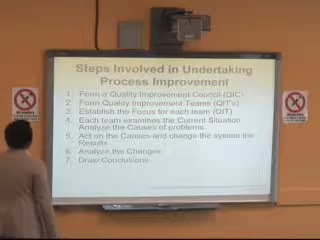 Steps Involved in Undertaking
Process Improvement
1. Form a Quality Improvement Council (QIC)
2. Form Quality Improvement Teams (QIT's)
3. Establish the Focus for each team (QIT)
4. Each team examines the Current Situation
Analyze the Causes of problems
5. Act on the Causes and change the system the
Results
6. Analyze the Changes
7. Draw Conclusions